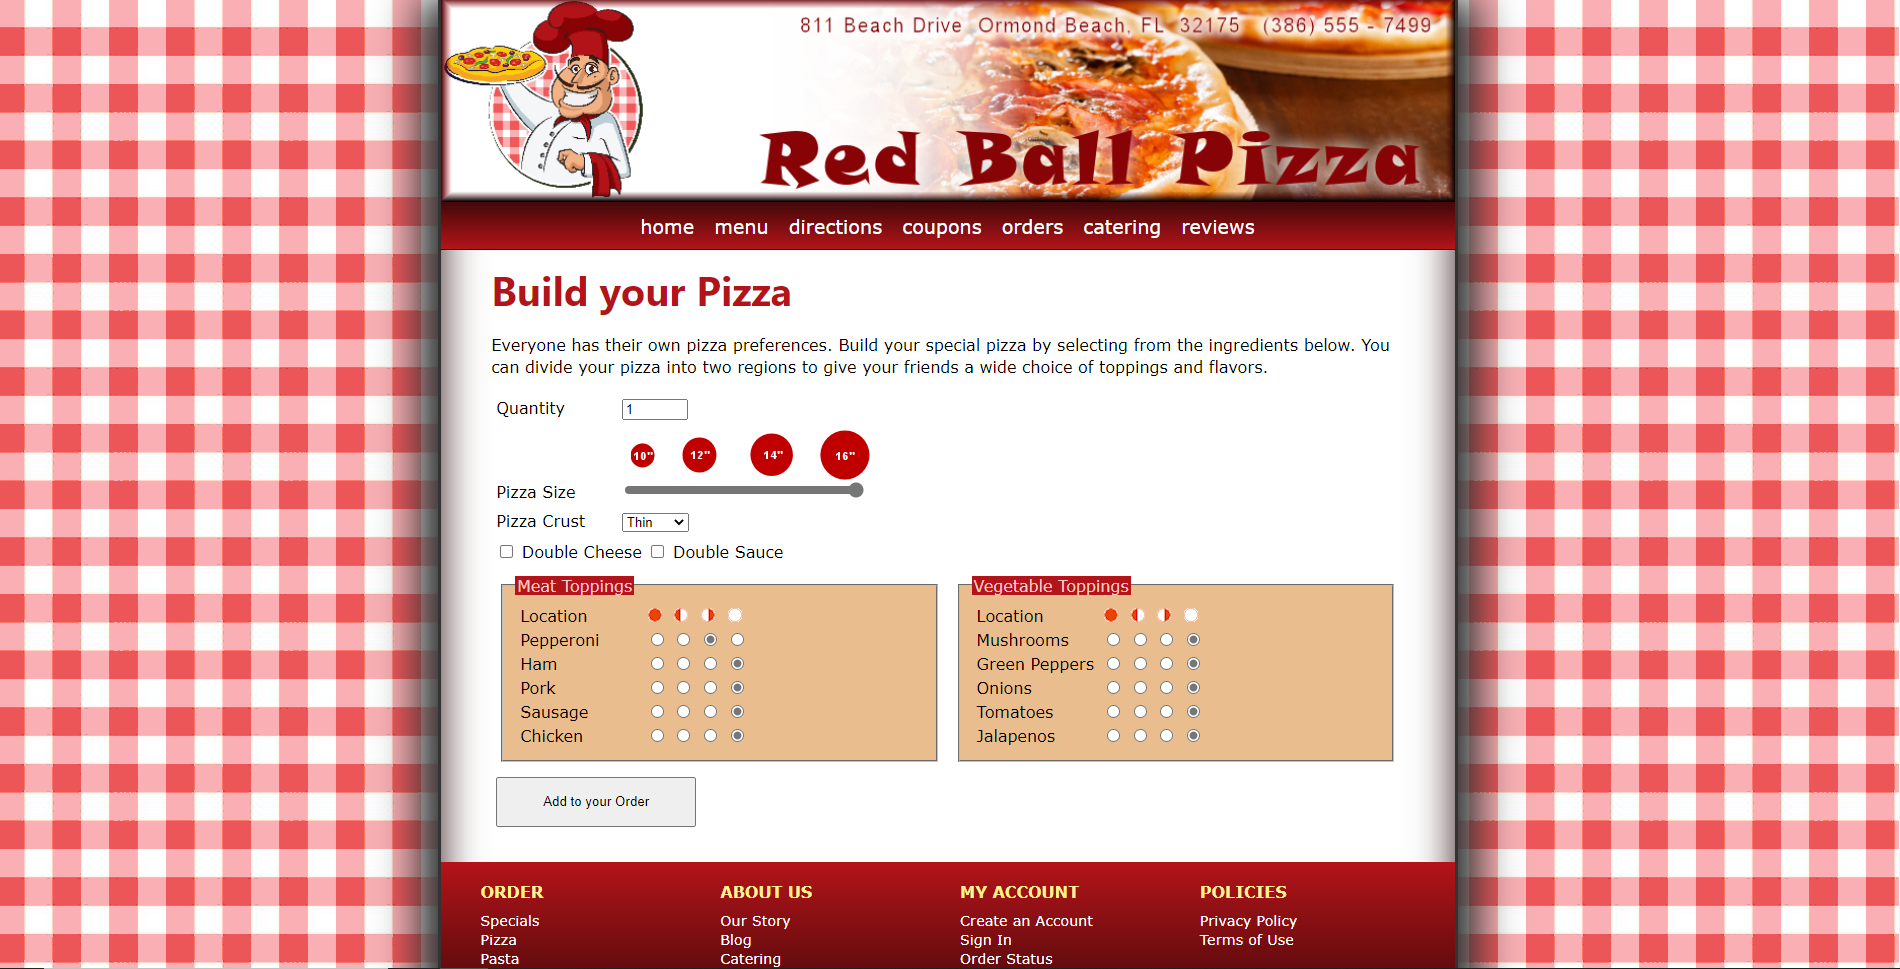 811 Beach Drive Ormond Beach, FL 32175 (386) 555 - 7499
Red Ball Pizza
home menu directions coupons orders catering reviews
Build your Pizza
Everyone has their own pizza preferences. Build your special pizza by selecting from the ingredients below. You
can divide your pizza into two regions to give your friends a wide choice of toppings and flavors.
Quantity 1
10" 12" 14" 16"
Pizza Size
Pizza Crust Thin
Double Cheese Double Sauce
Meat Toppings
Location
Pepperoni
Ham
Pork
Sausage
Chicken
Vegetable Toppings
Location
Mushrooms
Green Peppers
Onions
Tomatoes
Jalapenos
Add to your Order
ORDER
Specials
Pizza
Pasta
ABOUT US
Our Story
Blog
Catering
MY ACCOUNT
Create an Account
Sign In
Order Status
POLICIES
Privacy Policy
Terms of Use